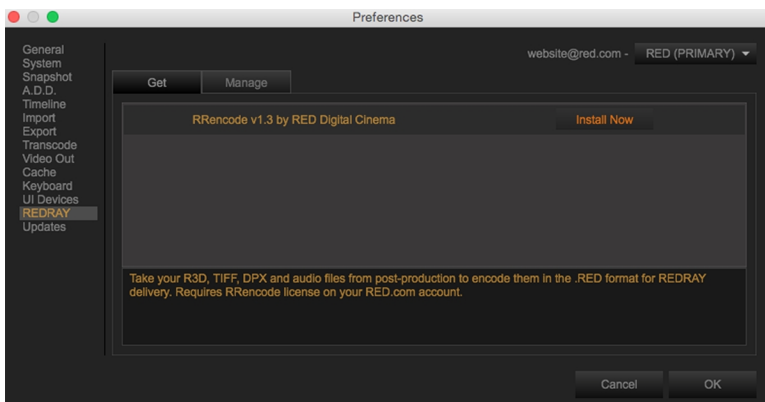 Preferences
General
System
Snapshot
A.D.D.
Timeline
Import
Export
Transcode
Video Out
Cache
Keyboard
UI Devices
REDRAY
Updates
website@red.com - RED (PRIMARY)
Get Manage
RRencode v1.3 by RED Digital Cinema Install Now
Take your R3D, TIFF, DPX and audio files from post-production to encode them in the .RED format for REDRAY
delivery. Requires RRencode license on your RED.com account.
Cancel OK